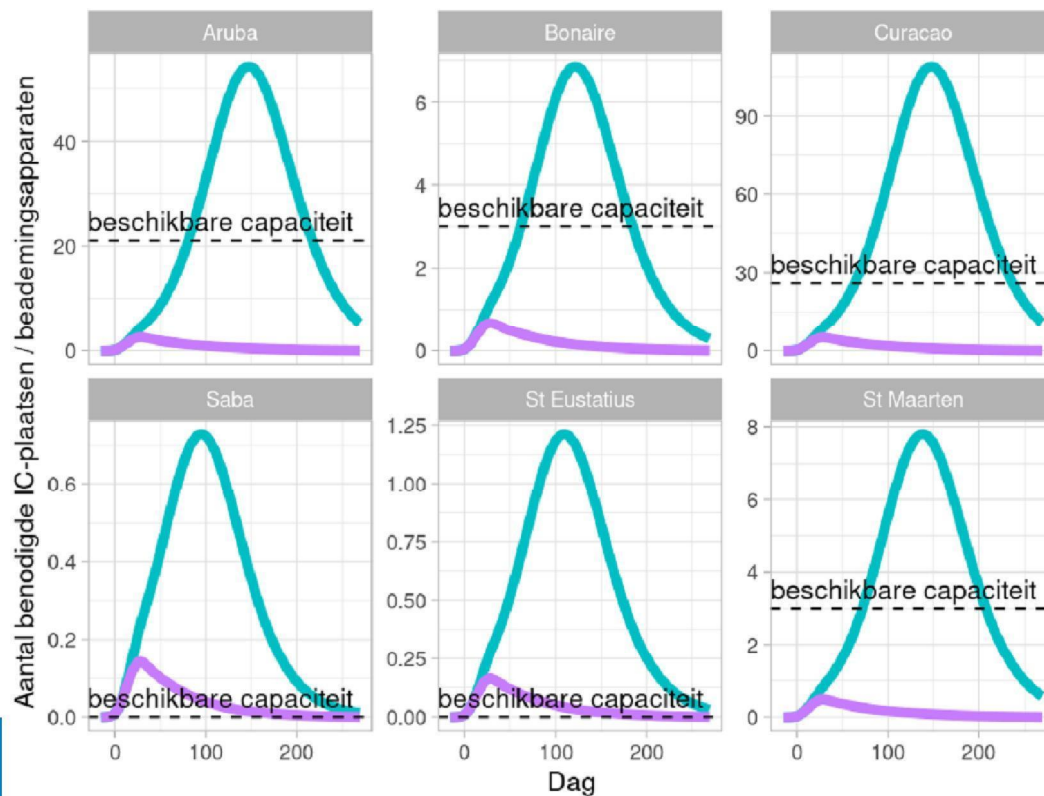 Aantal benodigde IC-plaatsen / beademingsapparaten
Aruba
40
20
0
beschikbare capaciteit
Bonaire
6
4
2
0
beschikbare capaciteit
Curacao
90
60
30
0
beschikbare capaciteit
Saba
0.6
0.4
0.2
0.0
beschikbare capaciteit
0
100
200
St Eustatius
1.25
1.00
0.75
0.50
0.25
0.00
beschikbare capaciteit
0
100
200
St Maarten
8
6
4
2
0
beschikbare capaciteit
0
100
200
Dag